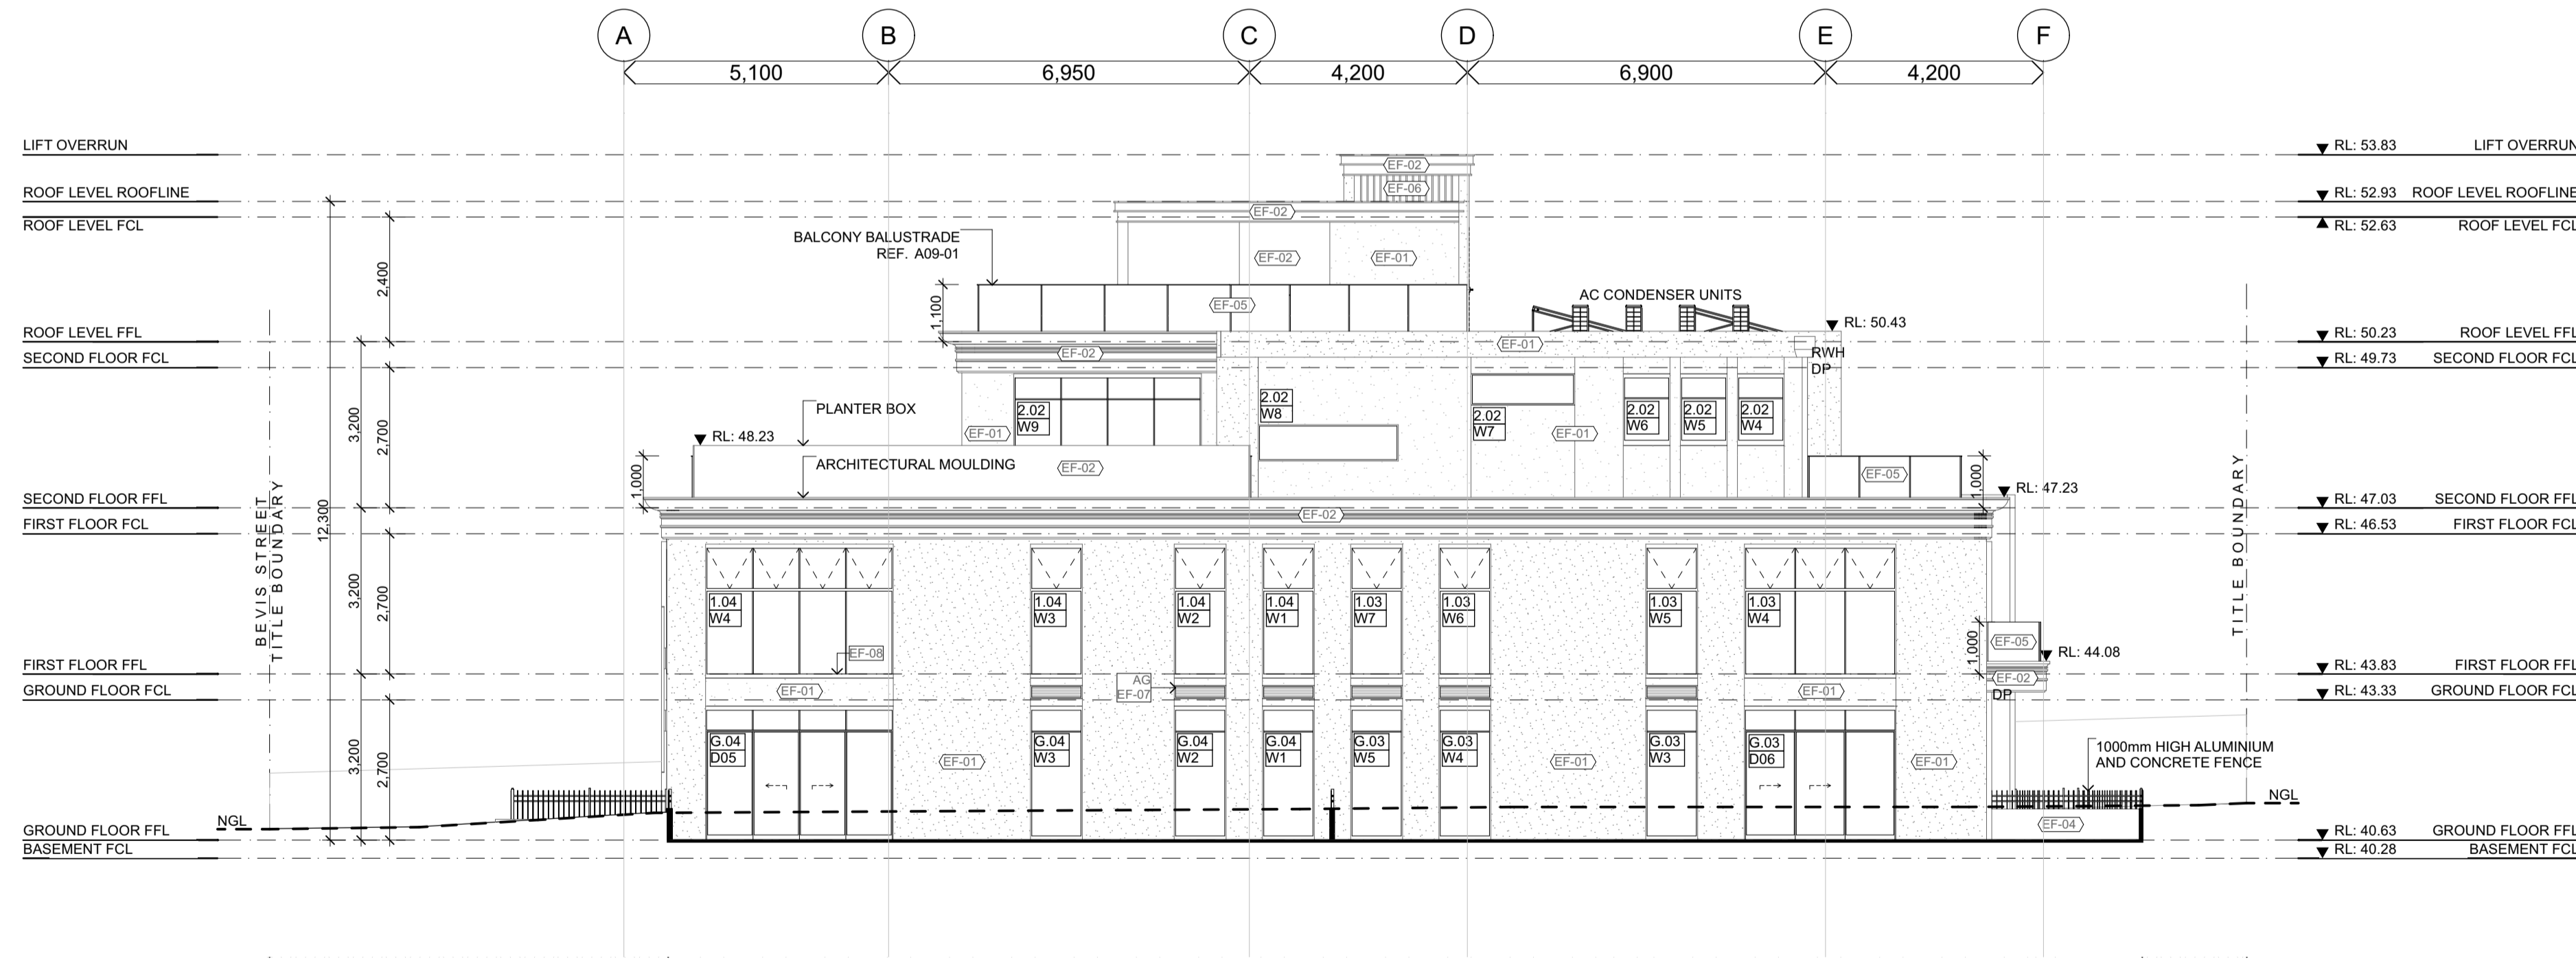 A B C D E F
5,100 6,950 4,200 6,900 4,200
LIFT OVERRUN
RL: 53.83 LIFT OVERRUN
EF-02
EF-06
ROOF LEVEL ROOFLINE
RL: 52.93 ROOF LEVEL ROOFLINE
EF-02
ROOF LEVEL FCL
RL: 52.63 ROOF LEVEL FCL
BALCONY BALUSTRADE
REF. A09-01
EF-02 EF-01
2,400
1,100
EF-05
AC CONDENSER UNITS
RL: 50.43
ROOF LEVEL FFL
RL: 50.23 ROOF LEVEL FFL
EF-01
EF-02
RWH
DP
SECOND FLOOR FCL
RL: 49.73 SECOND FLOOR FCL
3,200
2,700
PLANTER BOX
2.02
W9
2.02
W8
2.02
W7
2.02
W6
2.02
W5
2.02
W4
EF-01
EF-01
RL: 48.23
ARCHITECTURAL MOULDING
EF-02
EF-05
1,000
1,000
RL: 47.23
SECOND FLOOR FFL
RL: 47.03 SECOND FLOOR FFL
EF-02
FIRST FLOOR FCL
RL: 46.53 FIRST FLOOR FCL
12,300
BEVIS STREET
TITLE BOUNDARY
TITLE BOUNDARY
3,200
2,700
1.04
W4
1.04
W3
1.04
W2
1.04
W1
1.03
W7
1.03
W6
1.03
W5
1.03
W4
EF-08
1,000
EF-05
RL: 44.08
FIRST FLOOR FFL
RL: 43.83 FIRST FLOOR FFL
EF-02
DP
AG
EF-07
EF-01
EF-01
GROUND FLOOR FCL
RL: 43.33 GROUND FLOOR FCL
3,200
2,700
G.04
D05
G.04
W3
G.04
W2
G.04
W1
G.03
W5
G.03
W4
G.03
W3
G.03
D06
EF-01
EF-01
EF-01
1000mm HIGH ALUMINIUM
AND CONCRETE FENCE
NGL
NGL
EF-04
GROUND FLOOR FFL
RL: 40.63 GROUND FLOOR FFL
BASEMENT FCL
RL: 40.28 BASEMENT FCL